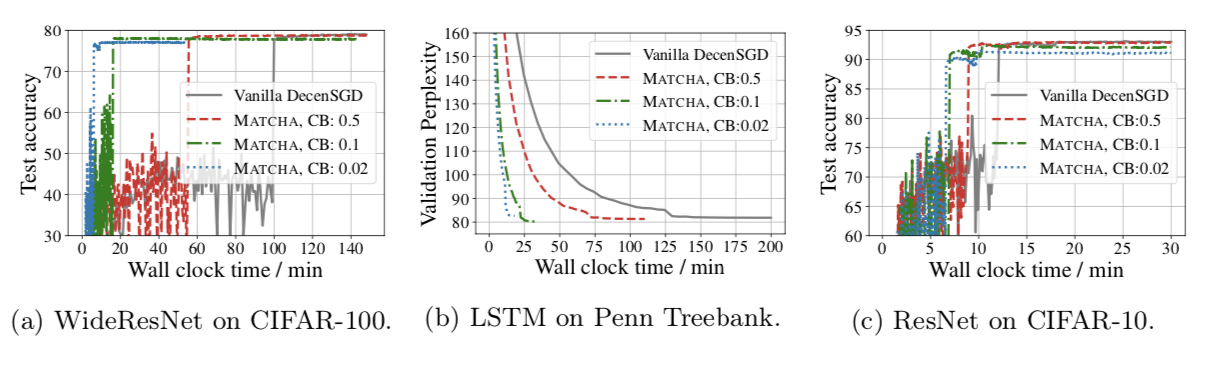 80
70
60
50
40
30
Test accuracy
Vanilla DecenSGD
MATCHA, CB: 0.5
MATCHA, CB: 0.1
MATCHA, CB: 0.02
0 20 40 60 80 100 120 140
Wall clock time / min
(a) WideResNet on CIFAR-100.
160
150
140
130
120
110
100
90
80
Validation Perplexity
Vanilla DecenSGD
MATCHA, CB:0.5
MATCHA, CB:0.1
MATCHA, CB:0.02
0 25 50 75 100 125 150 175 200
Wall clock time / min
(b) LSTM on Penn Treebank.
95
90
85
80
75
70
65
60
Test accuracy
Vanilla DecenSGD
MATCHA, CB:0.5
MATCHA, CB:0.1
MATCHA, CB:0.02
0 5 10 15 20 25 30
Wall clock time / min
(c) ResNet on CIFAR-10.